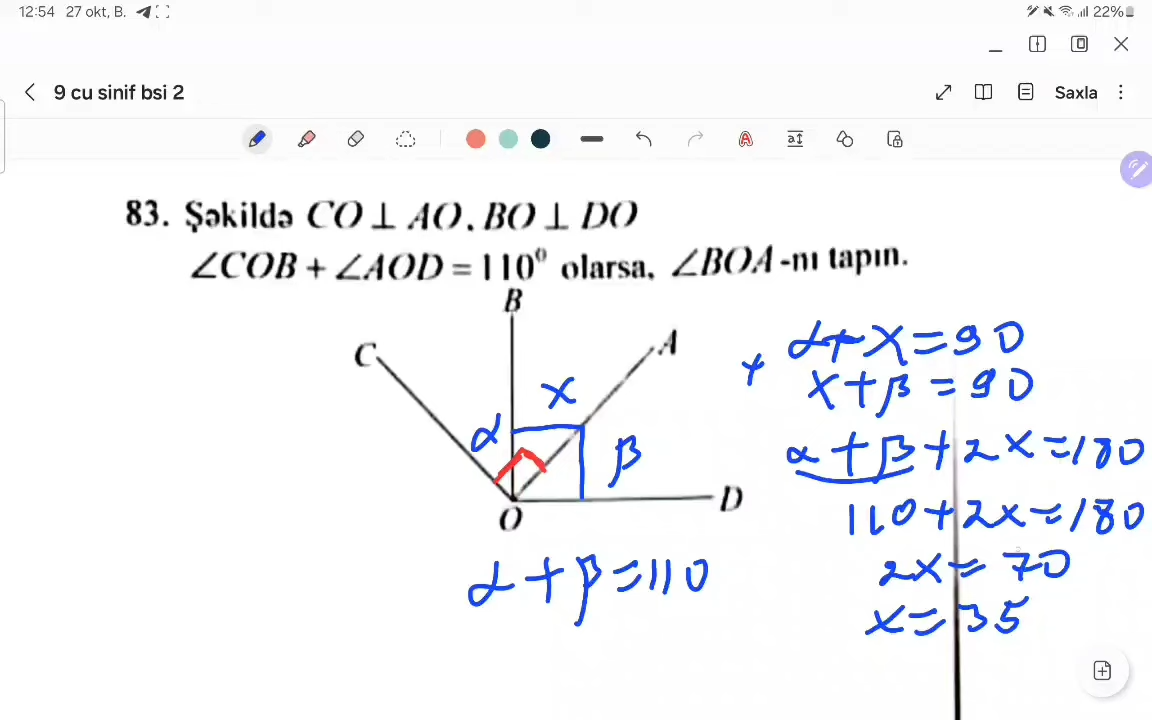 12:54 27 okt, B.
22%
9 cu sinif bsi 2
Saxla
83. Şəkildə CO ⊥ AO, BO ⊥ DO
∠COB + ∠AOD = 110⁰ olarsa, ∠BOA -nı tapın.
B
C
A
α
x
β
O
D
α + β = 110
+
α + x = 90
x + β = 90
α + β + 2x = 180
110 + 2x = 180
2x = 70
x = 35